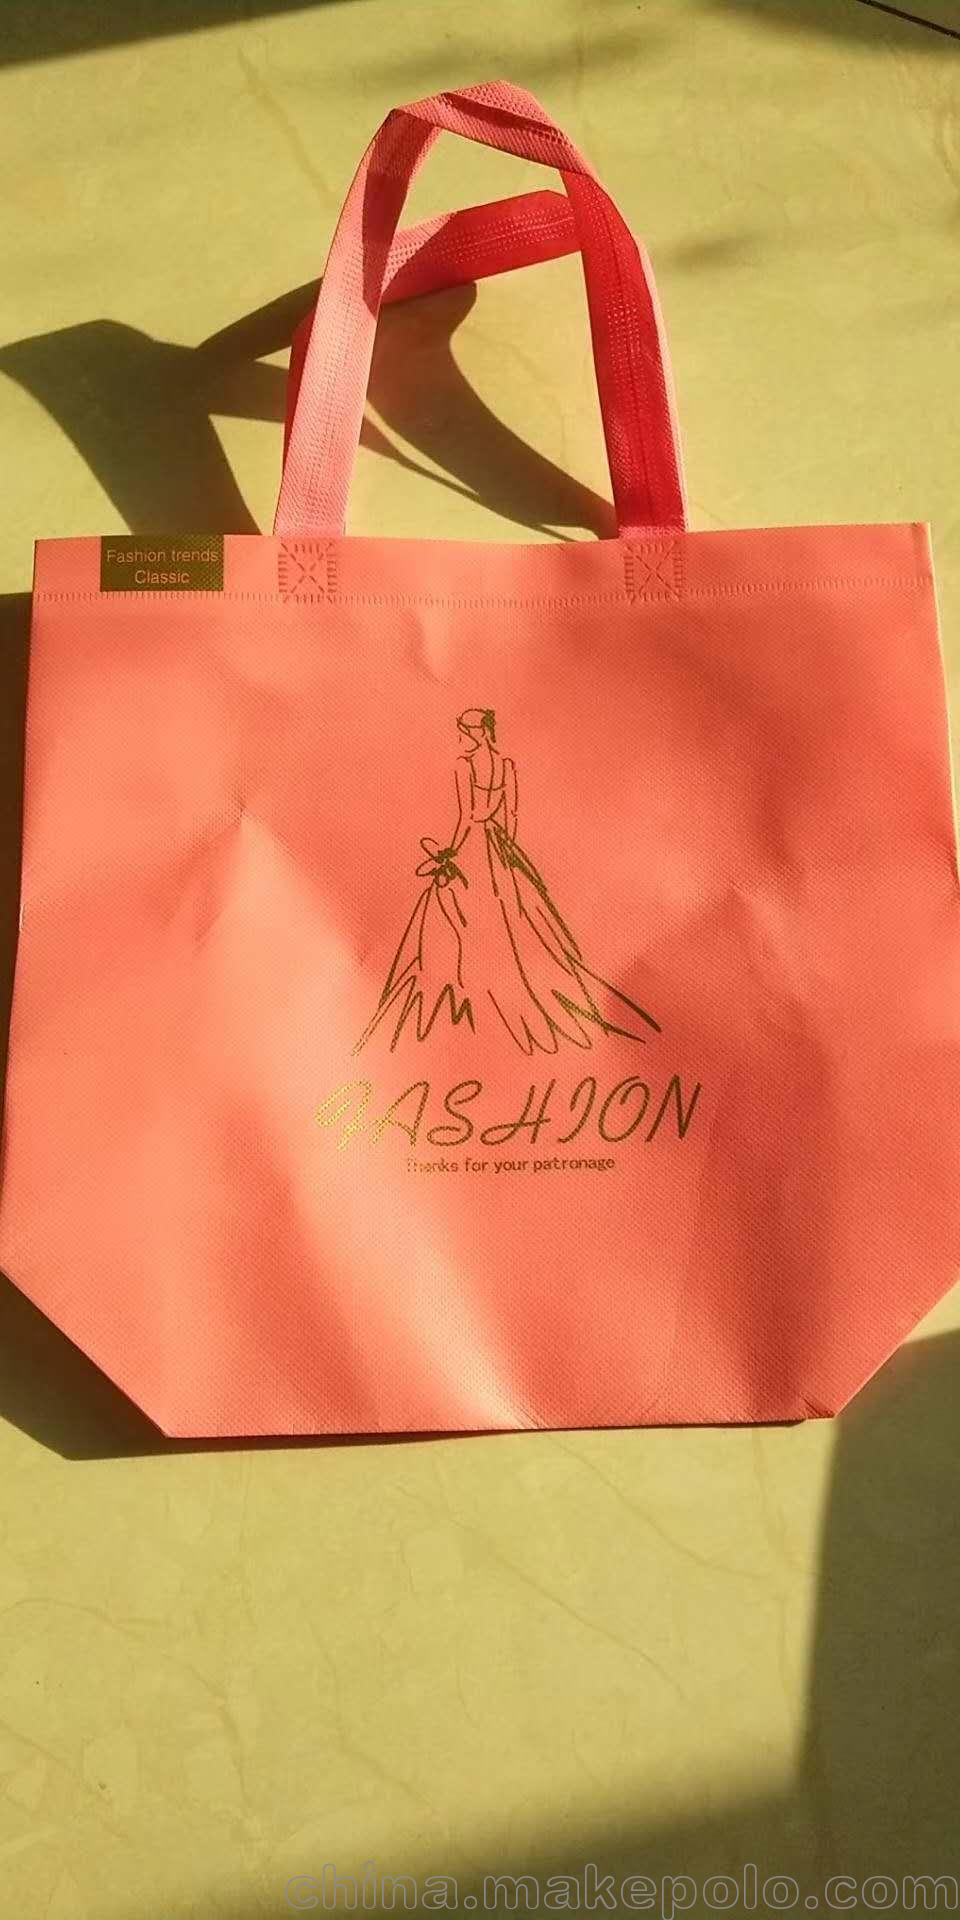 Fashion trends
Classic
FASHION
Thanks for your patronage
china.makepolo.com